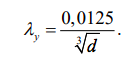 λ_y = 0,0125 / ∛d .